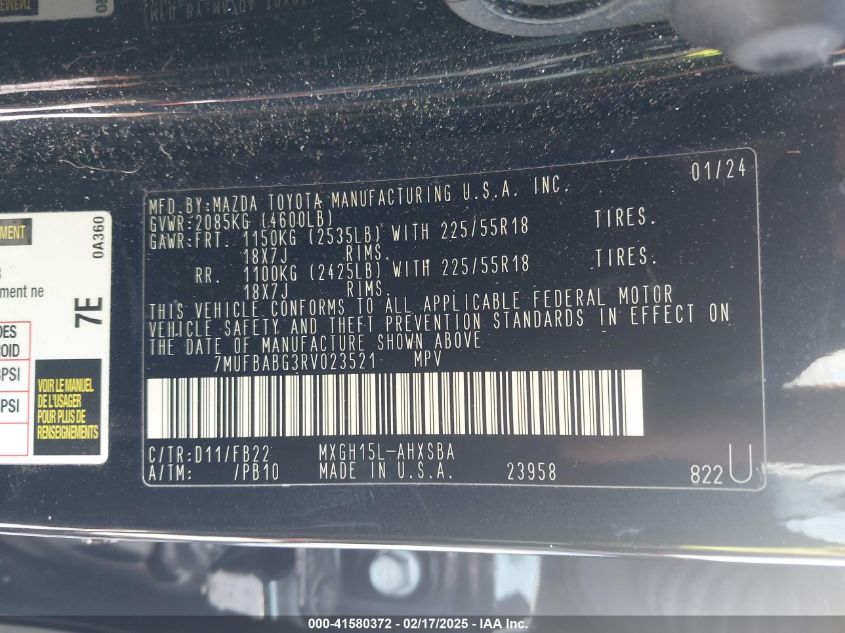 MFD.BY:MAZDA TOYOTA MANUFACTURING U.S.A. INC. 01/24
GVWR:2085KG (4600LB)
GAWR:FRT. 1150KG (2535LB) WITH 225/55R18 TIRES.
18X7J RIMS.
RR. 1100KG (2425LB) WITH 225/55R18 TIRES.
18X7J RIMS.
THIS VEHICLE CONFORMS TO ALL APPLICABLE FEDERAL MOTOR
VEHICLE SAFETY AND THEFT PREVENTION STANDARDS IN EFFECT ON
THE DATE OF MANUFACTURE SHOWN ABOVE
7MUFBABG3RV023521 MPV
C/TR:D11/FB22 MXGH15L-AHXSBA
A/TM: /PB10 MADE IN U.S.A. 23958 822U
0A360
7E
VOIR LE MANUEL
DE L'USAGER
POUR PLUS DE
RENSEIGNEMENTS
000-41580372 - 02/17/2025 - IAA Inc.